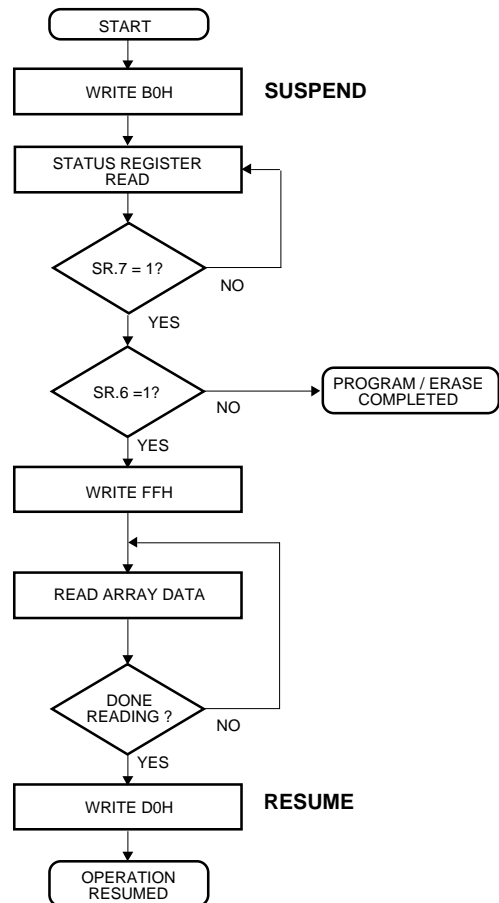 START
WRITE B0H
SUSPEND
STATUS REGISTER
READ
SR.7 = 1?
NO
YES
SR.6 =1?
NO
PROGRAM / ERASE
COMPLETED
YES
WRITE FFH
READ ARRAY DATA
DONE
READING ?
NO
YES
WRITE D0H
RESUME
OPERATION
RESUMED